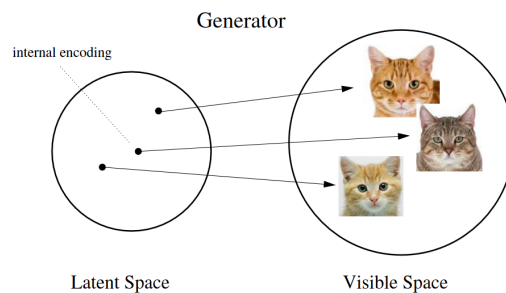 Generator
internal encoding
Latent Space
Visible Space